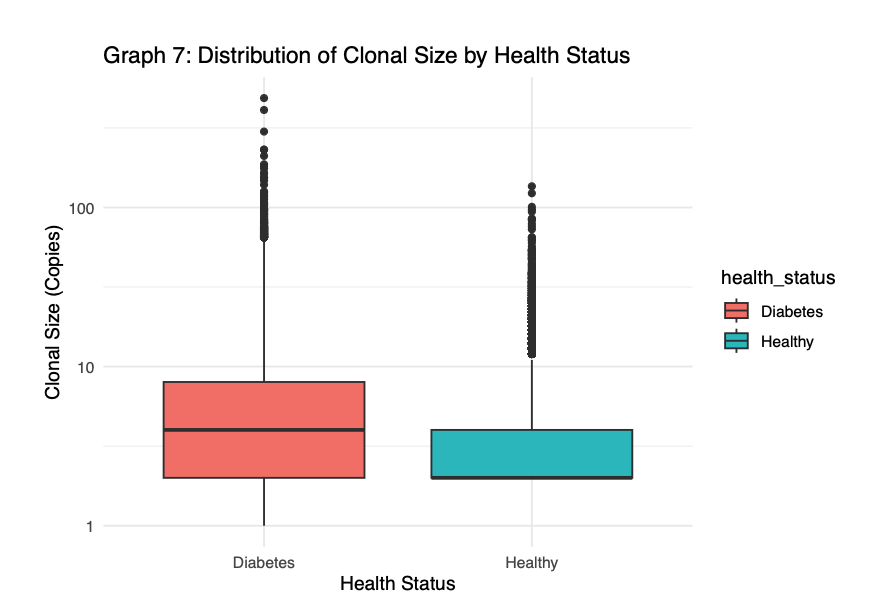 Graph 7: Distribution of Clonal Size by Health Status
Clonal Size (Copies)
100
10
1
Diabetes
Healthy
Health Status
health_status
Diabetes
Healthy